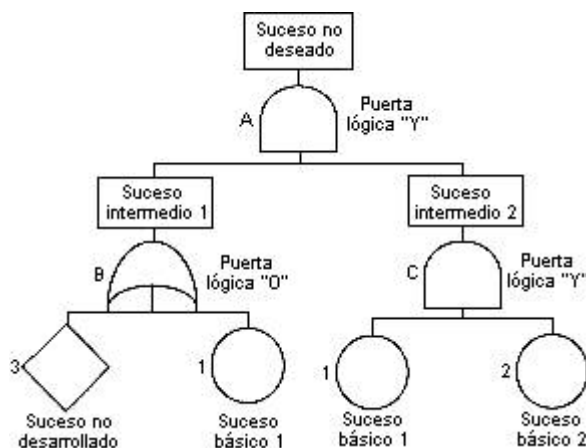 Suceso no
deseado
A
Puerta
lógica "Y"
Suceso
intermedio 1
Suceso
intermedio 2
B
Puerta
lógica "O"
C
Puerta
lógica "Y"
3
1
1
2
Suceso no
desarrollado
Suceso
básico 1
Suceso
básico 1
Suceso
básico 2